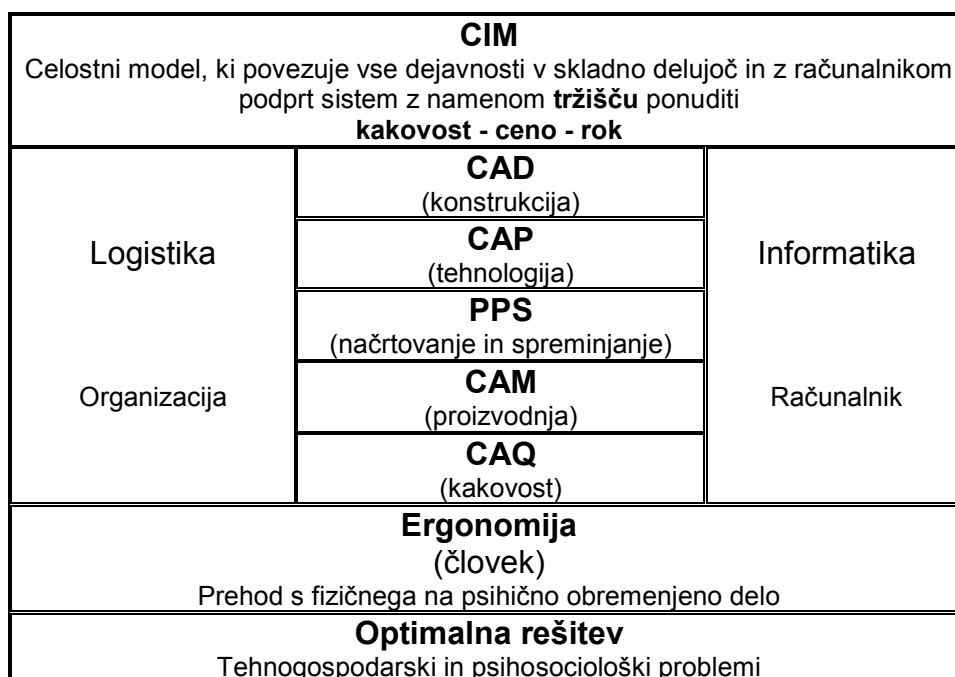 CIM
Celostni model, ki povezuje vse dejavnosti v skladno delujoč in z računalnikom
podprt sistem z namenom tržišču ponuditi
kakovost - ceno - rok
Logistika
Organizacija
CAD
(konstrukcija)
CAP
(tehnologija)
PPS
(načrtovanje in spreminjanje)
CAM
(proizvodnja)
CAQ
(kakovost)
Informatika
Računalnik
Ergonomija
(človek)
Prehod s fizičnega na psihično obremenjeno delo
Optimalna rešitev
Tehnogospodarski in psihosociološki problemi